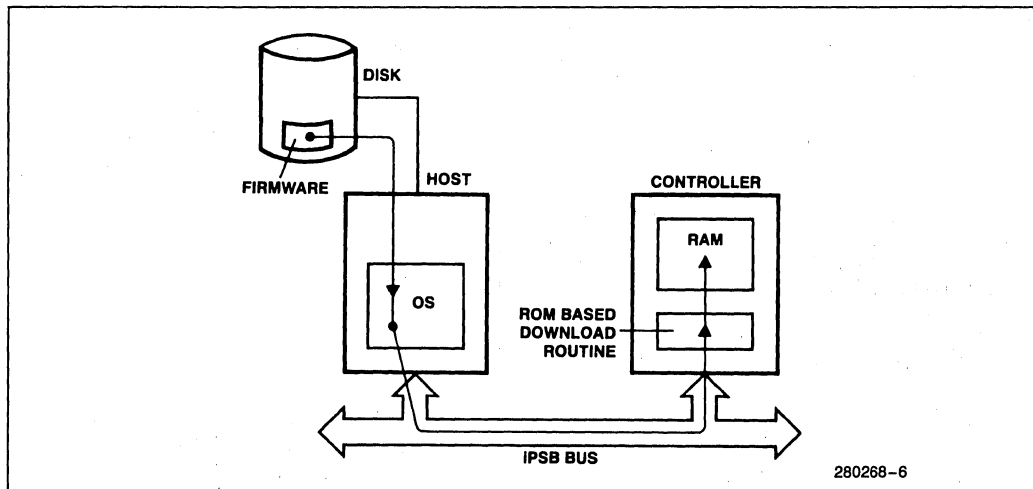 DISK
FIRMWARE
HOST
CONTROLLER
RAM
OS
ROM BASED
DOWNLOAD
ROUTINE
iPSB BUS
280268-6